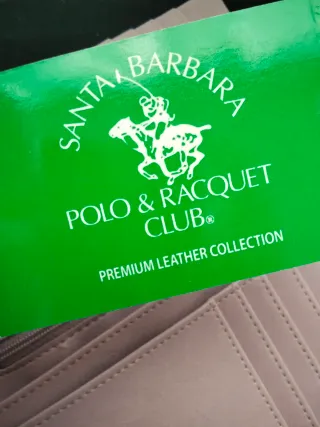 SANTA BARBARA
POLO & RACQUET
CLUB®
PREMIUM LEATHER COLLECTION